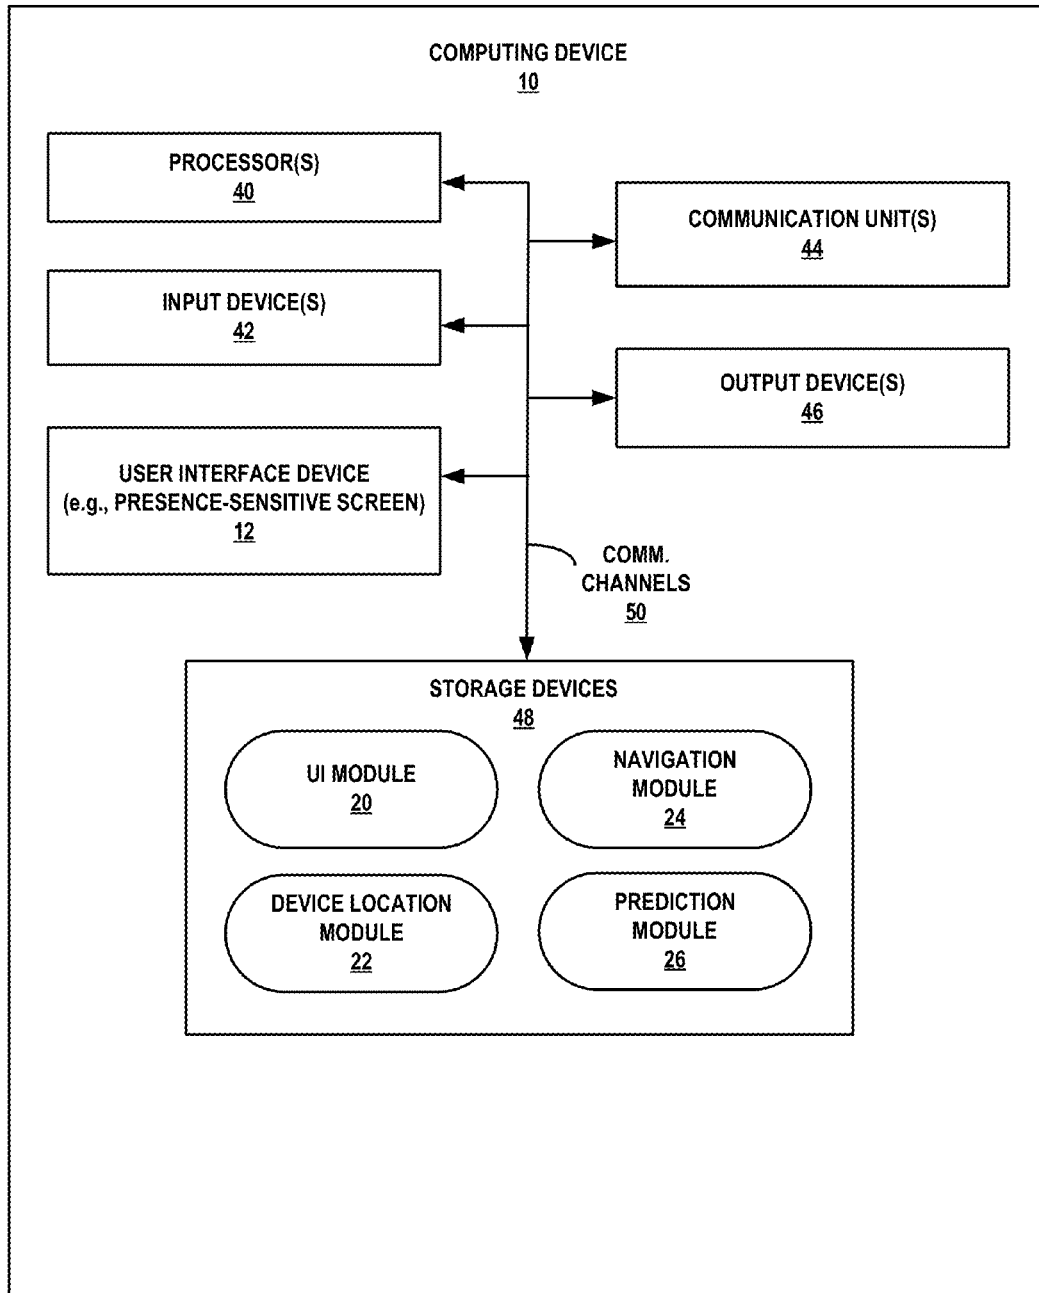 COMPUTING DEVICE
10
PROCESSOR(S)
40
COMMUNICATION UNIT(S)
44
INPUT DEVICE(S)
42
OUTPUT DEVICE(S)
46
USER INTERFACE DEVICE
(e.g., PRESENCE-SENSITIVE SCREEN)
12
COMM.
CHANNELS
50
STORAGE DEVICES
48
UI MODULE
20
NAVIGATION
MODULE
24
DEVICE LOCATION
MODULE
22
PREDICTION
MODULE
26